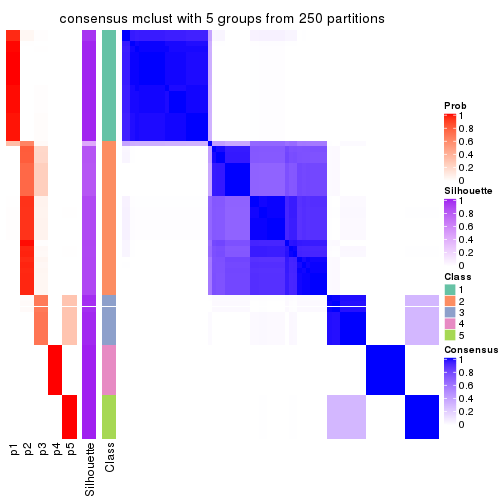 consensus mclust with 5 groups from 250 partitions
p1
p2
p3
p4
p5
Silhouette
Class
Prob
1
0.8
0.6
0.4
0.2
0
Silhouette
1
0.8
0.6
0.4
0.2
0
Class
1
2
3
4
5
Consensus
1
0.8
0.6
0.4
0.2
0